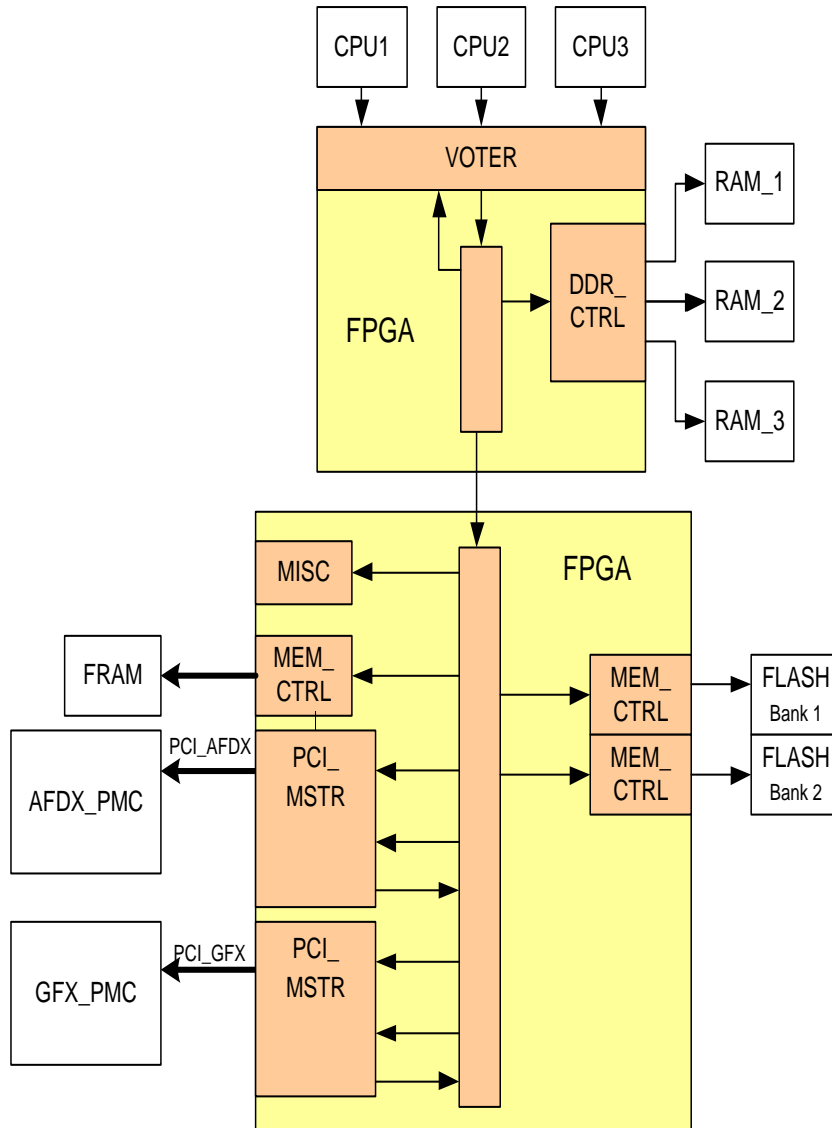 CPU1
CPU2
CPU3
VOTER
RAM_1
DDR_
CTRL
RAM_2
FPGA
RAM_3
FPGA
MISC
FRAM
MEM_
CTRL
MEM_
CTRL
FLASH
Bank 1
PCI_AFDX
PCI_
MSTR
AFDX_PMC
MEM_
CTRL
FLASH
Bank 2
PCI_GFX
PCI_
MSTR
GFX_PMC